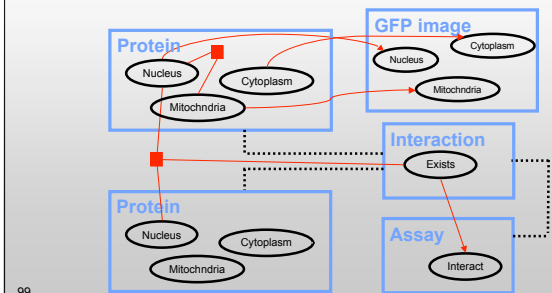 GFP image
Protein
Cytoplasm
Nucleus
Nucleus
Cytoplasm
Mitochndria
Mitochndria
Interaction
Exists
Protein
Nucleus
Cytoplasm
Assay
Mitochndria
Interact
99